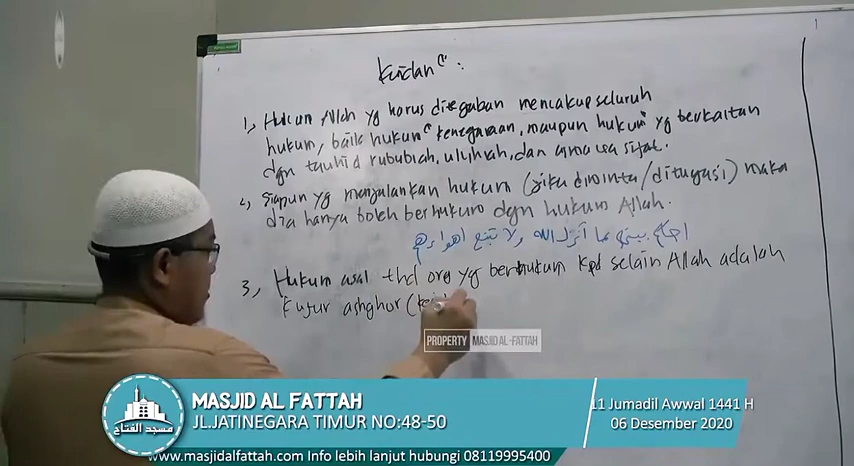 Kaidah² :
1, Hukum Allah yg harus ditegakan mencakup seluruh
hukum, baik hukum² kenegaraan, maupun hukum² yg berkaitan
dgn tauhid rububiah, uluhiah, dan asma wa sifat.
2, Siapun yg menjalankan hukum (jika diminta/ditugasi) maka
dia hanya boleh berhukum dgn hukum Allah.
احكم بينهم بما أنزل الله ولا تتبع أهواءهم
3, Hukum asal thd org yg berhukum kpd selain Allah adalah
kufur ashghor (
PROPERTY MASJID AL-FATTAH
مسجد الفتاح
MASJID AL FATTAH
JL.JATINEGARA TIMUR NO:48-50
11 Jumadil Awwal 1441 H
06 Desember 2020
www.masjidalfattah.com Info lebih lanjut hubungi 08119995400